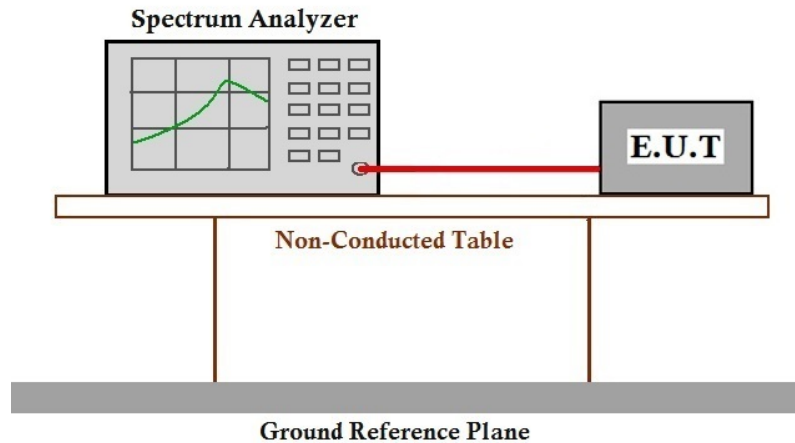 Spectrum Analyzer
E.U.T
Non-Conducted Table
Ground Reference Plane